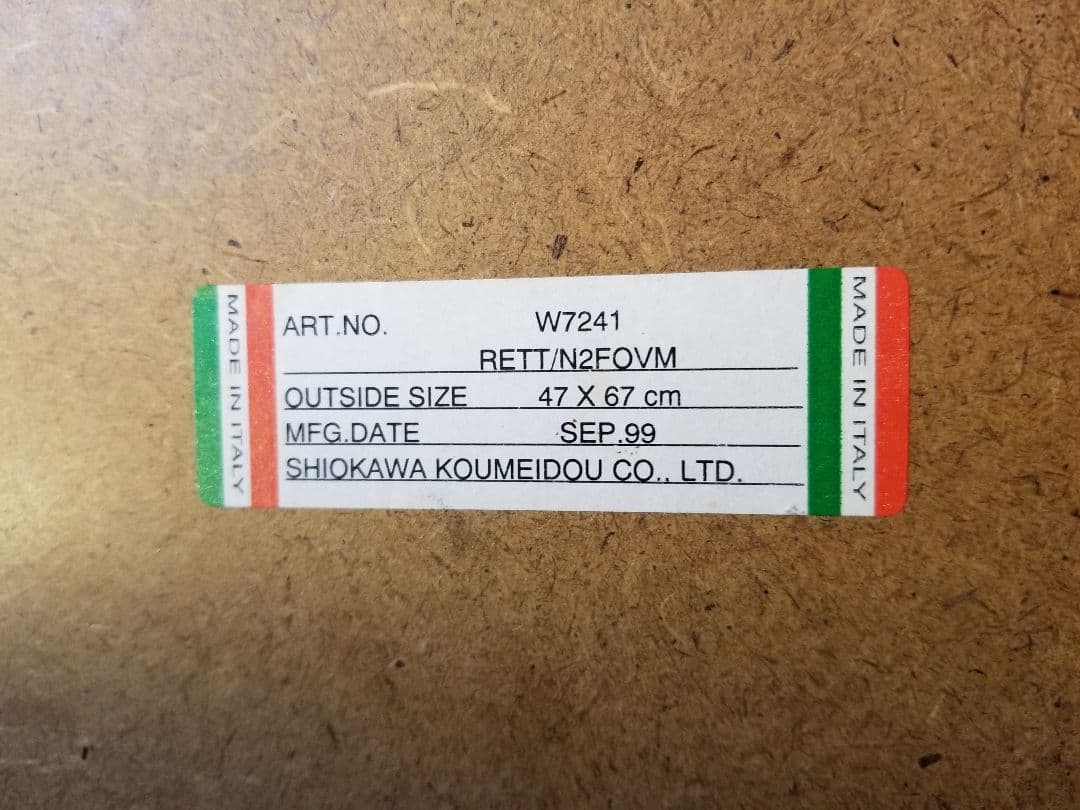 MADE IN ITALY
ART.NO. W7241
RETT/N2FOVM
OUTSIDE SIZE 47 X 67 cm
MFG.DATE SEP.99
SHIOKAWA KOUMEIDOU CO., LTD.
MADE IN ITALY